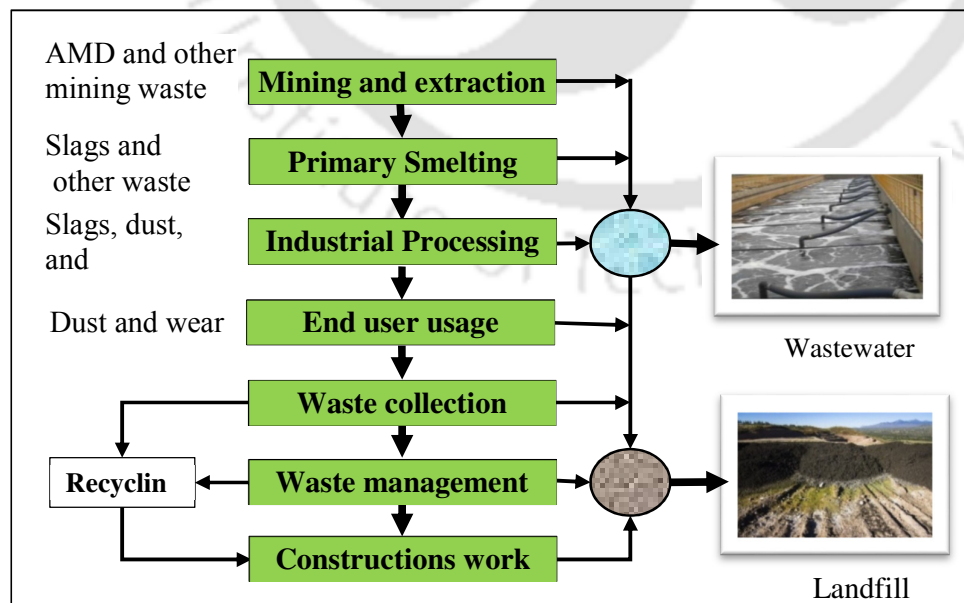 AMD and other
mining waste
Mining and extraction
Slags and
other waste
Primary Smelting
Slags, dust,
and
Industrial Processing
Dust and wear
End user usage
Wastewater
Waste collection
Recyclin
Waste management
Constructions work
Landfill